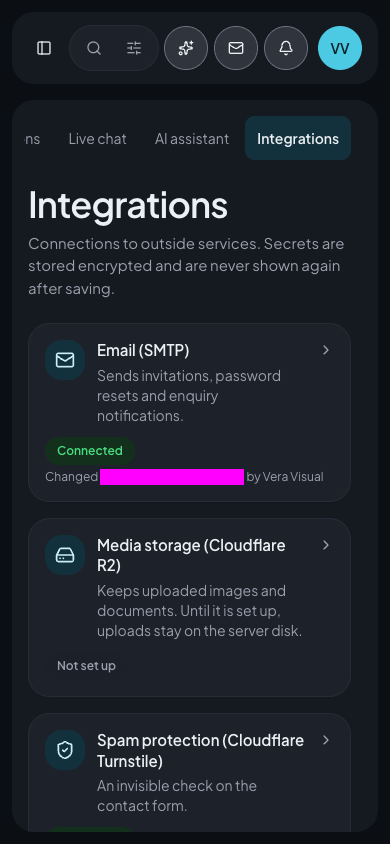 VV
Live chat
AI assistant
Integrations
Integrations
Connections to outside services. Secrets are
stored encrypted and are never shown again
after saving.
Email (SMTP)
Sends invitations, password
resets and enquiry
notifications.
Connected
Changed
by Vera Visual
Media storage (Cloudflare
R2)
Keeps uploaded images and
documents. Until it is set up,
uploads stay on the server disk.
Not set up
Spam protection (Cloudflare
Turnstile)
An invisible check on the
contact form.